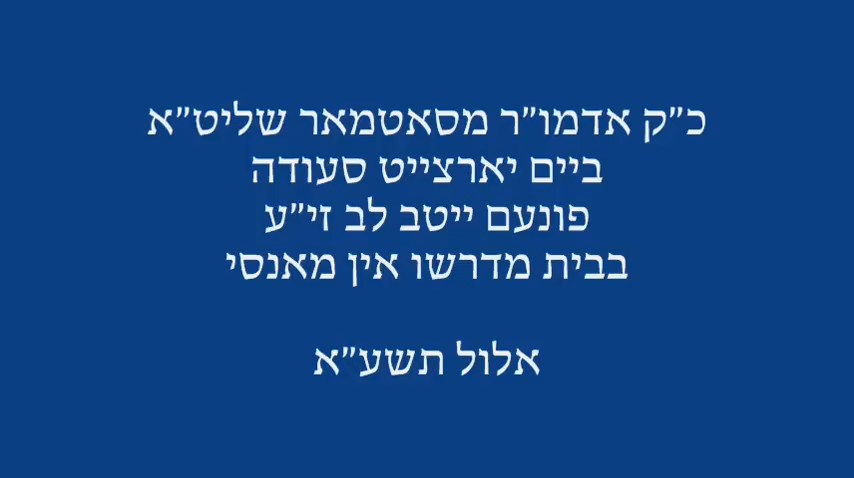 כ״ק אדמו״ר מסאטמאר שליט״א
ביים יארצייט סעודה
פונעם ייטב לב זי״ע
בבית מדרשו אין מאנסי
אלול תשע״א